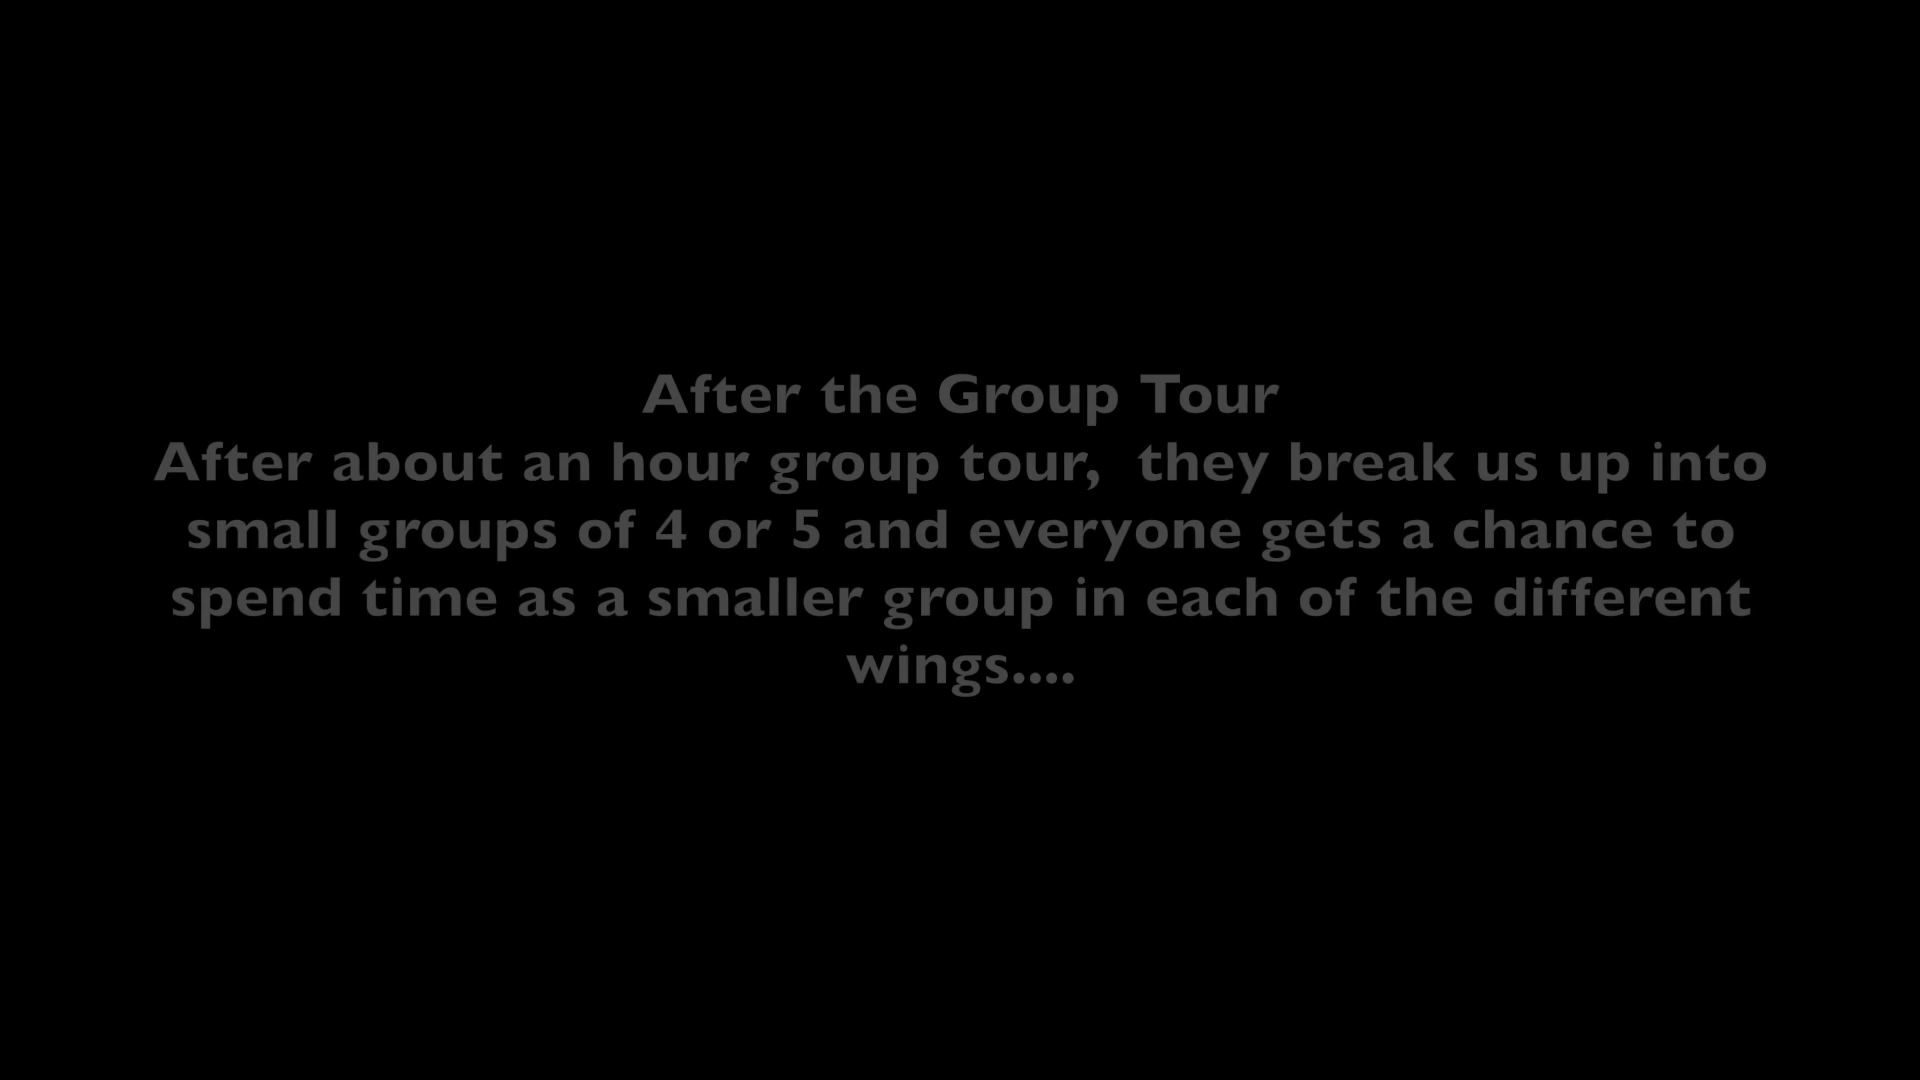 After the Group Tour
After about an hour group tour,  they break us up into
small groups of 4 or 5 and everyone gets a chance to
spend time as a smaller group in each of the different
wings....